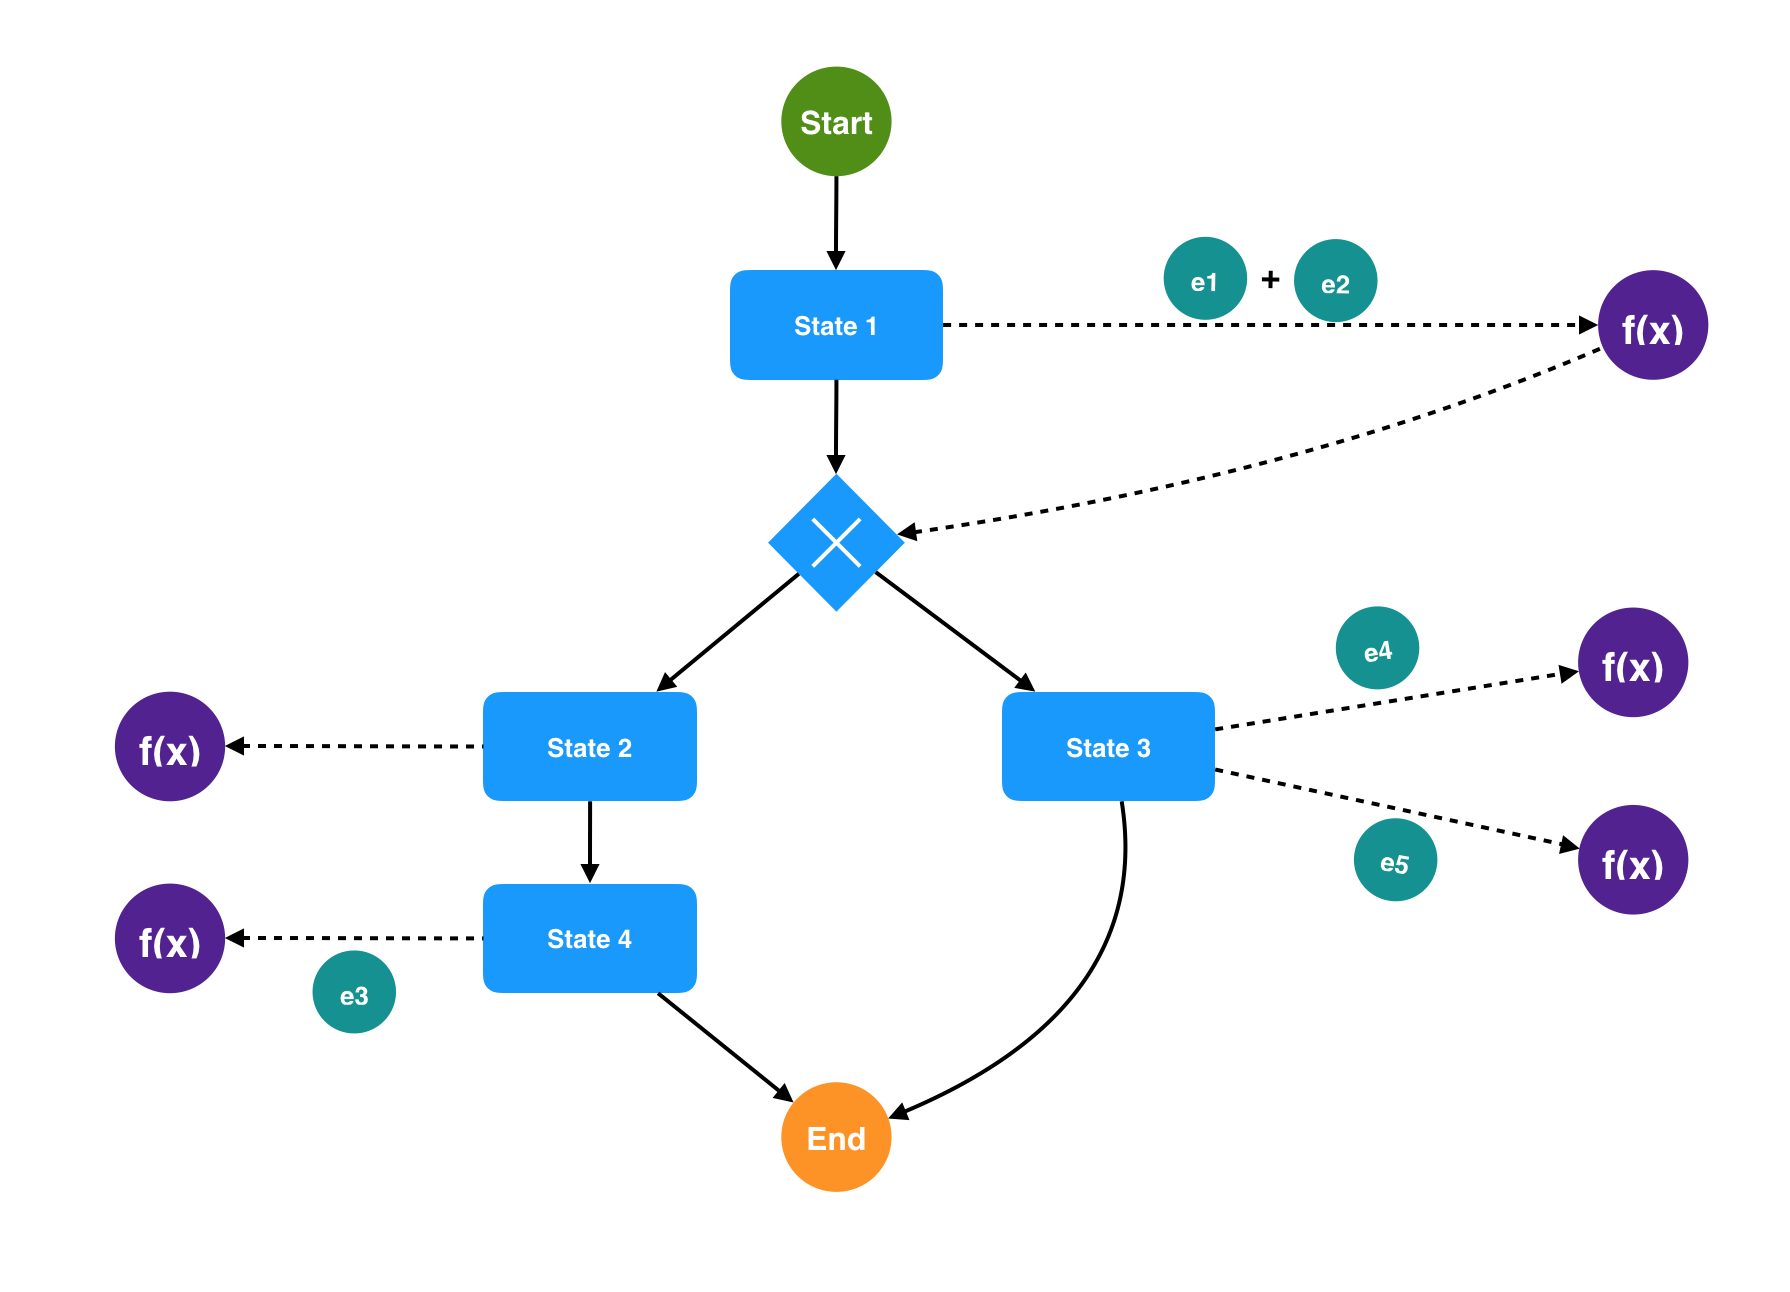 Start
e1 + e2
State 1
f(x)
e4
f(x)
f(x)
State 2
State 3
e5
f(x)
f(x)
State 4
e3
End